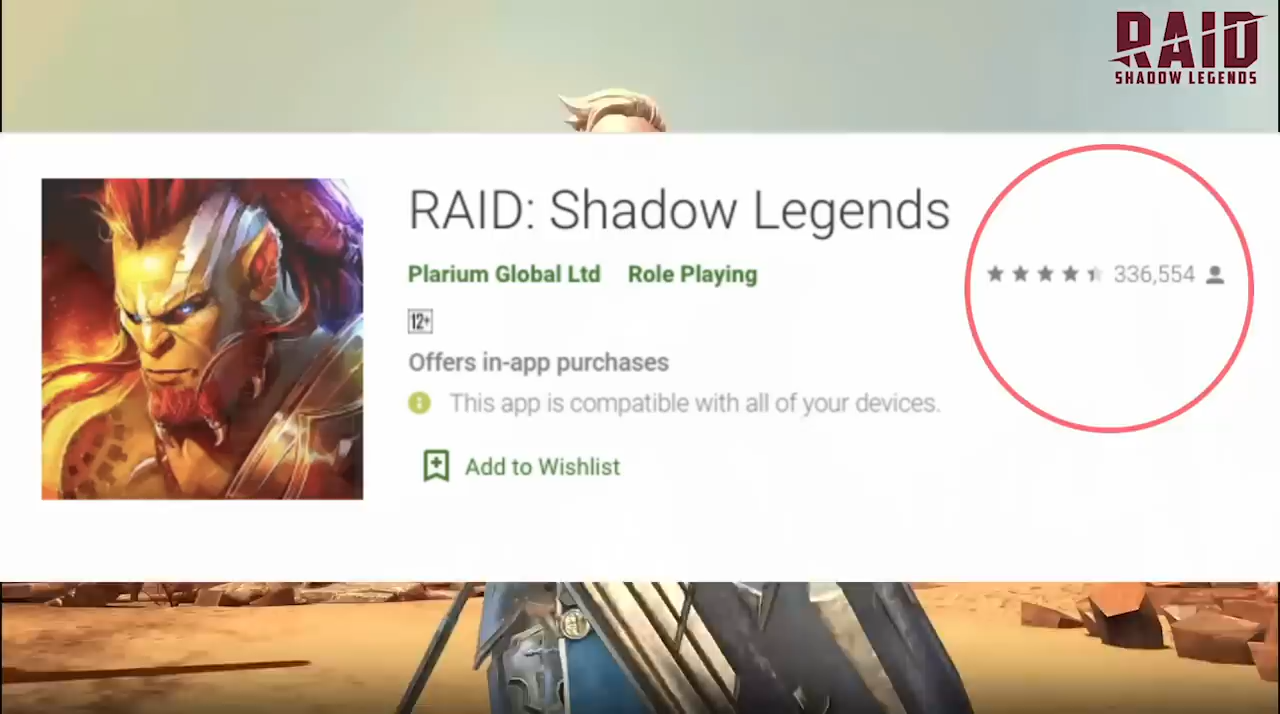 RAID
SHADOW LEGENDS
RAID: Shadow Legends
Plarium Global Ltd Role Playing
336,554
12+
Offers in-app purchases
This app is compatible with all of your devices.
Add to Wishlist